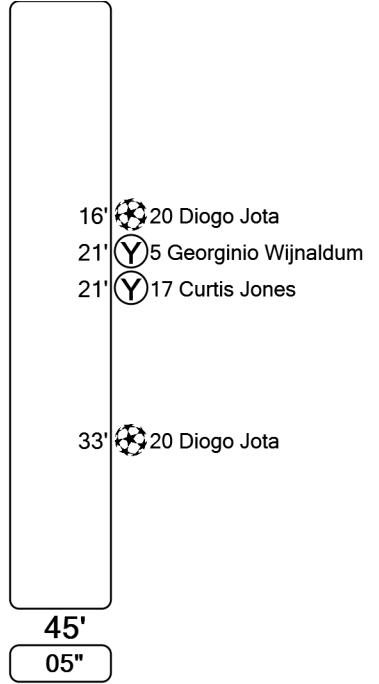 16' 20 Diogo Jota
21' Y 5 Georginio Wijnaldum
21' Y 17 Curtis Jones
33' 20 Diogo Jota
45'
05"